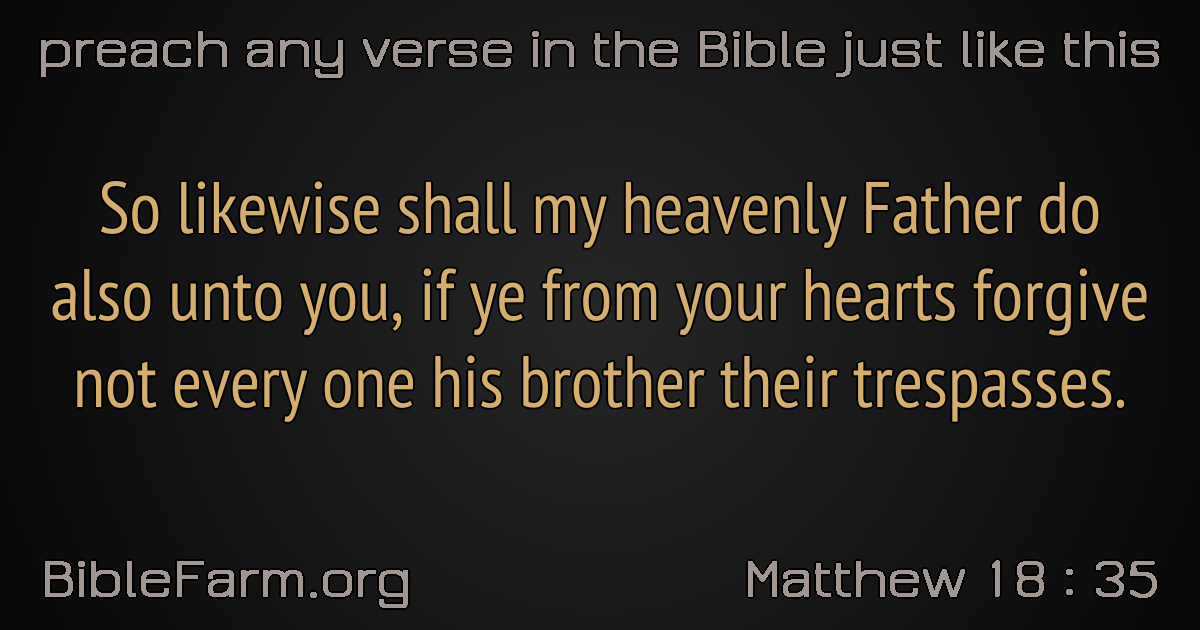 preach any verse in the Bible just like this
So likewise shall my heavenly Father do
also unto you, if ye from your hearts forgive
not every one his brother their trespasses.
BibleFarm.org
Matthew 18 : 35